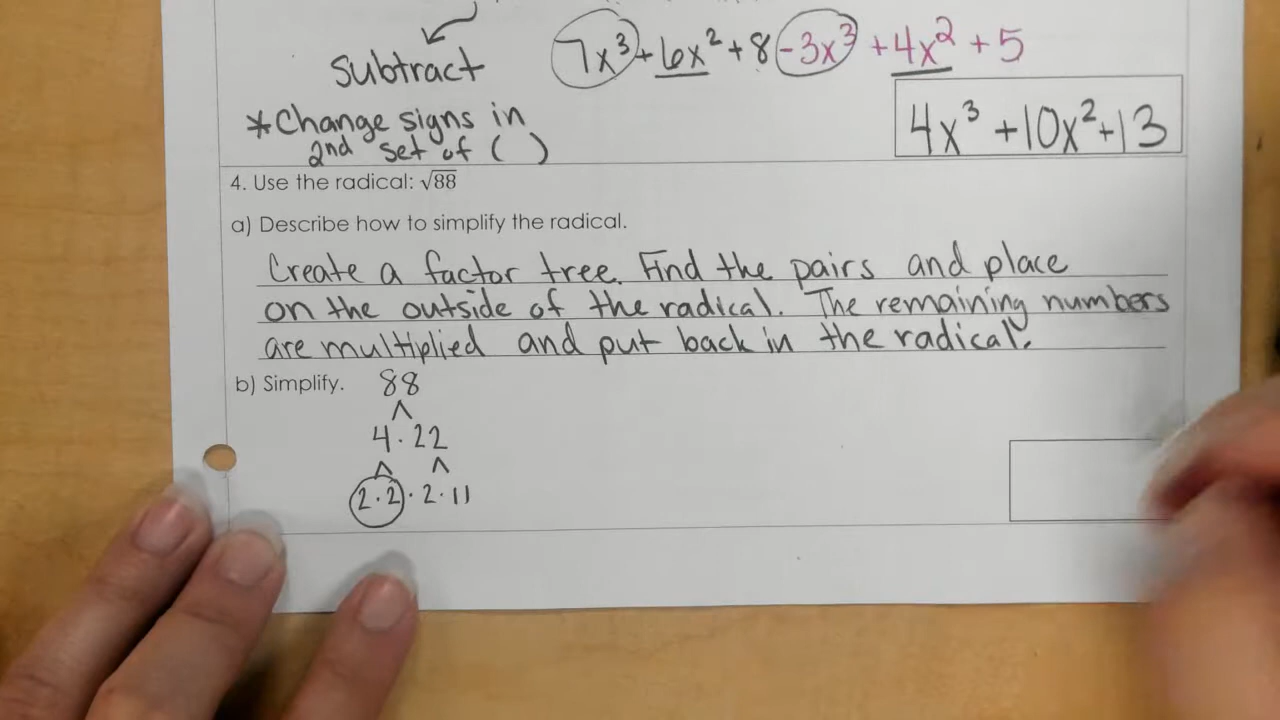 7x³ + 6x² + 8 - 3x³ + 4x² + 5
Subtract
*Change signs in
2nd set of ( )
4x³ + 10x² + 13
4. Use the radical: √88
a) Describe how to simplify the radical.
Create a factor tree. Find the pairs and place
on the outside of the radical. The remaining numbers
are multiplied and put back in the radical.
b) Simplify. 88
4 · 22
2 · 2 · 2 · 11